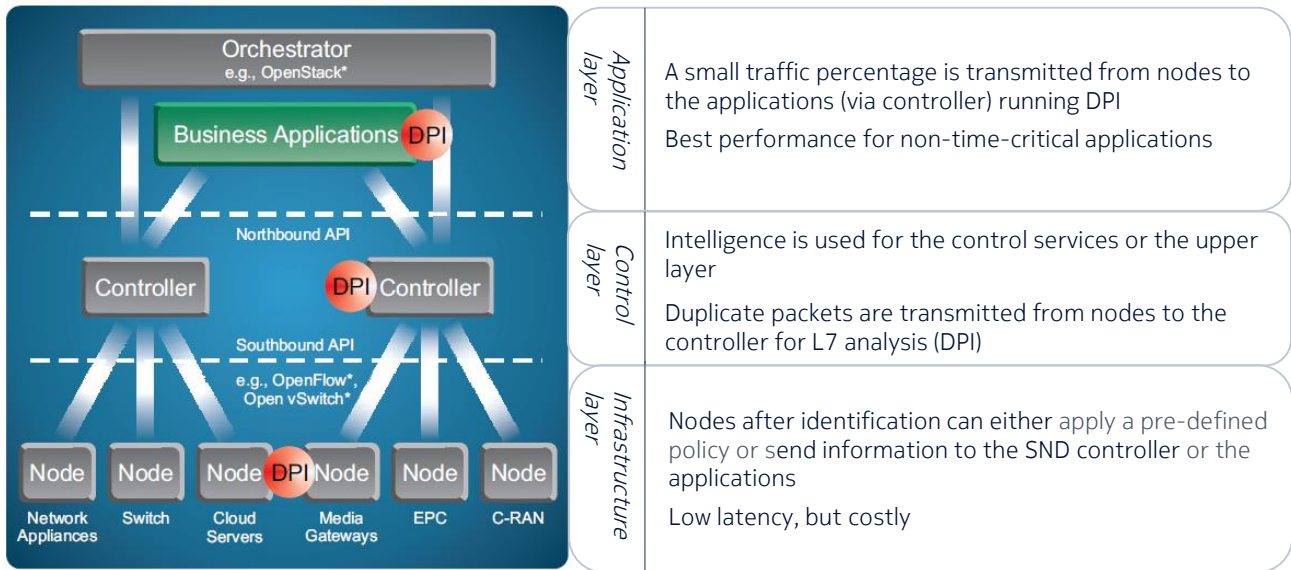 Orchestrator
e.g., OpenStack*
Business Applications
DPI
Northbound API
Controller
DPI
Controller
Southbound API
e.g., OpenFlow*,
Open vSwitch*
Node
Node
Node
DPI
Node
Node
Node
Network
Appliances
Switch
Cloud
Servers
Media
Gateways
EPC
C-RAN
Application
layer
A small traffic percentage is transmitted from nodes to
the applications (via controller) running DPI
Best performance for non-time-critical applications
Control
layer
Intelligence is used for the control services or the upper
layer
Duplicate packets are transmitted from nodes to the
controller for L7 analysis (DPI)
Infrastructure
layer
Nodes after identification can either apply a pre-defined
policy or send information to the SND controller or the
applications
Low latency, but costly